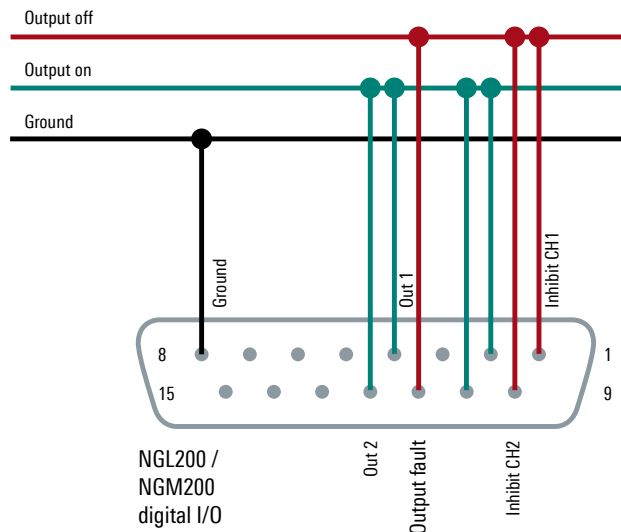 Output off
Output on
Ground
Ground
Out 1
Inhibit CH1
8
1
15
9
NGL200 /
NGM200
digital I/O
Out 2
Output fault
Inhibit CH2